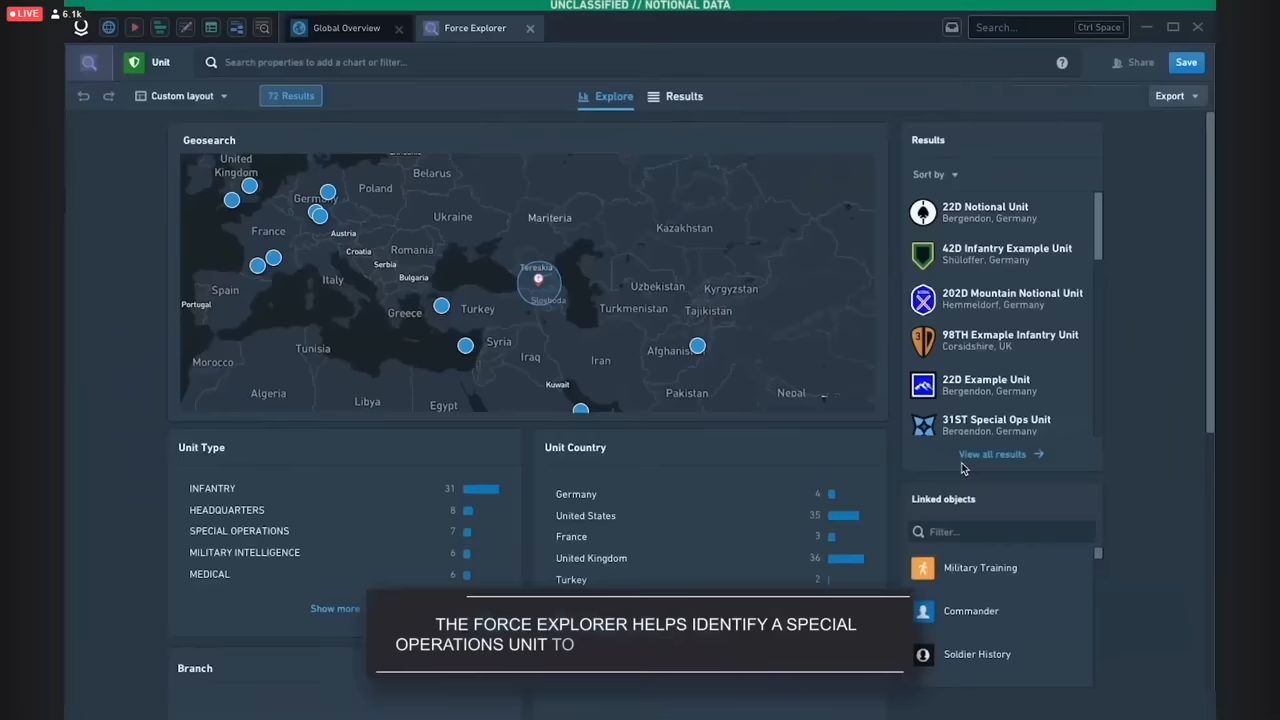 UNCLASSIFIED // NOTIONAL DATA
LIVE 6.1k
Global Overview
Force Explorer
Search...
Ctrl Space
Unit
Search properties to add a chart or filter...
Share
Save
Custom layout
72 Results
Explore
Results
Export
Geosearch
United
Kingdom
Germany
Poland
Belarus
Ukraine
Mariteria
Kazakhstan
France
Austria
Croatia
Serbia
Romania
Bulgaria
Italy
Spain
Portugal
Greece
Turkey
Tereskia
Slovboda
Uzbekistan
Kyrgyzstan
Turkmenistan
Tajikistan
Morocco
Tunisia
Syria
Iraq
Iran
Afghanistan
Kuwait
Algeria
Libya
Egypt
Pakistan
Nepal
Results
Sort by
22D Notional Unit
Bergendon, Germany
42D Infantry Example Unit
Shüloffer, Germany
202D Mountain Notional Unit
Hemmeldorf, Germany
98TH Exmaple Infantry Unit
Corsidshire, UK
22D Example Unit
Bergendon, Germany
31ST Special Ops Unit
Bergendon, Germany
View all results
Unit Type
INFANTRY 31
HEADQUARTERS 8
SPECIAL OPERATIONS 7
MILITARY INTELLIGENCE 6
MEDICAL 6
Show more
Unit Country
Germany 4
United States 35
France 3
United Kingdom 36
Turkey 2
Linked objects
Filter...
Military Training
Commander
Soldier History
Branch
THE FORCE EXPLORER HELPS IDENTIFY A SPECIAL
OPERATIONS UNIT TO